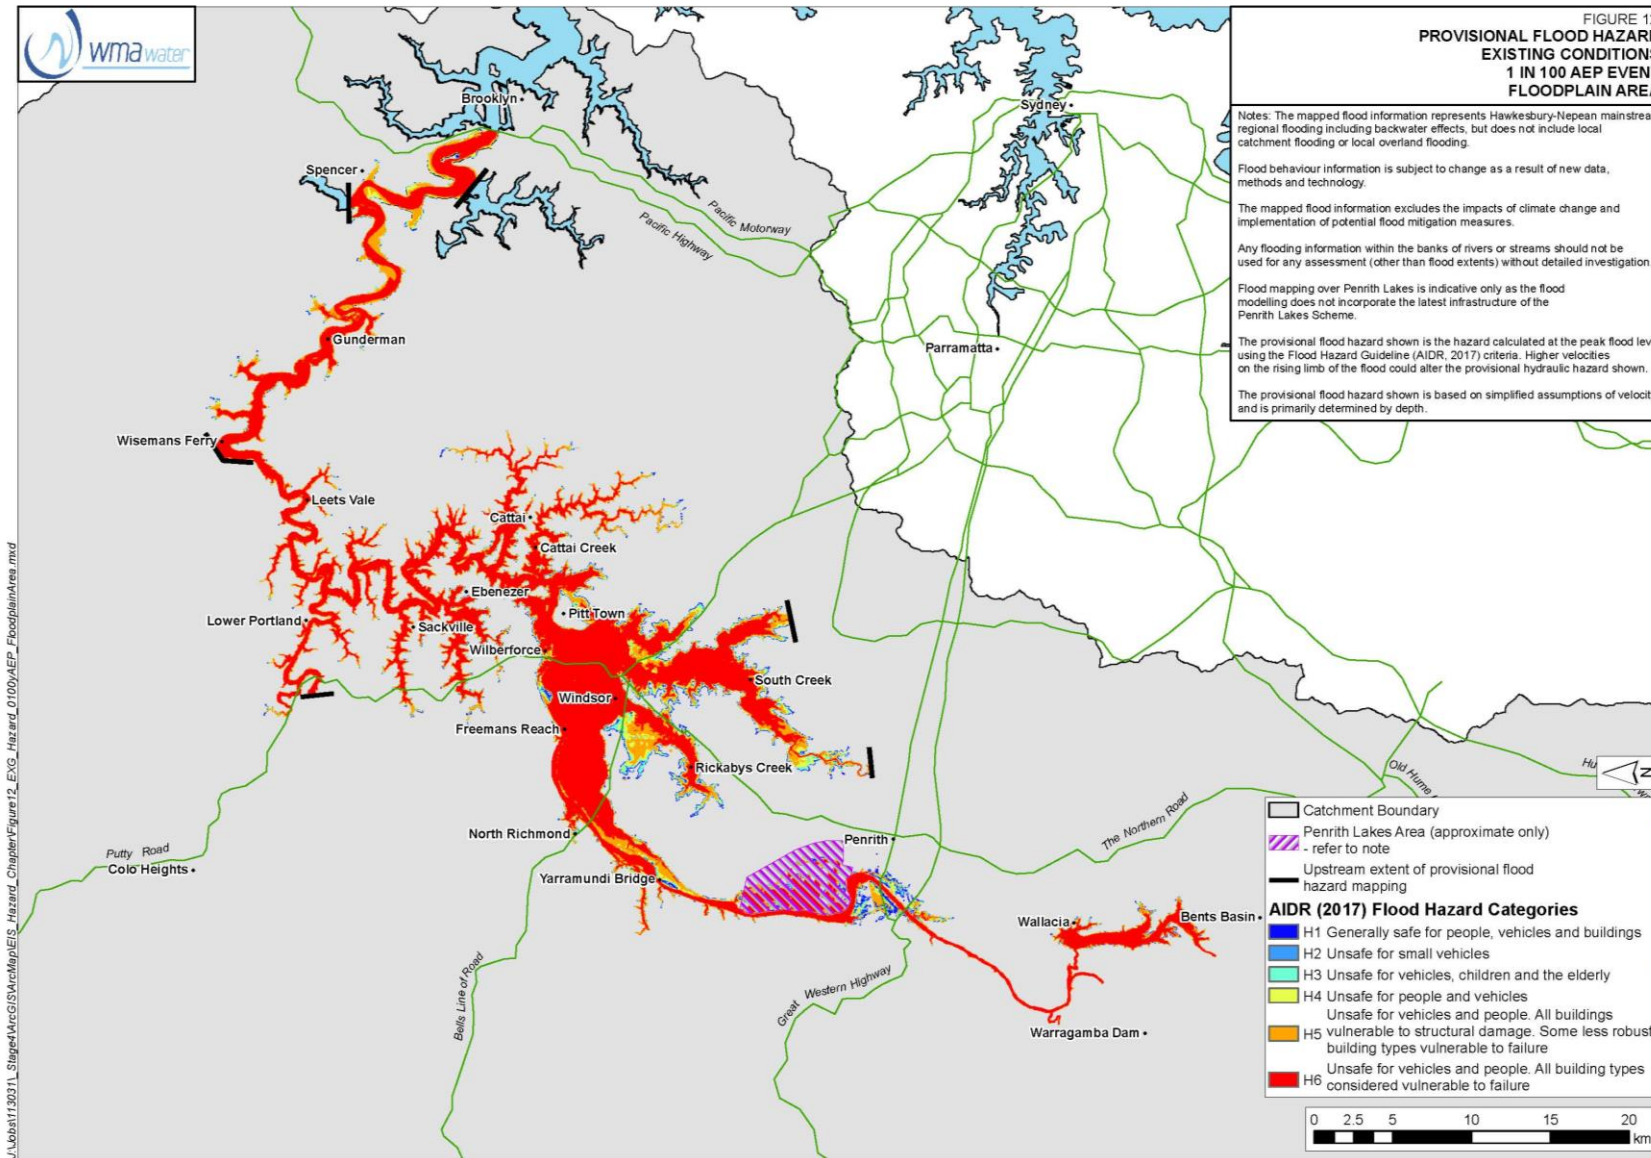 wmawater
FIGURE 12
PROVISIONAL FLOOD HAZARD
EXISTING CONDITIONS
1 IN 100 AEP EVEN
FLOODPLAIN AREA
Notes: The mapped flood information represents Hawkesbury-Nepean mainstrea
regional flooding including backwater effects, but does not include local
catchment flooding or local overland flooding.
Flood behaviour information is subject to change as a result of new data,
methods and technology.
The mapped flood information excludes the impacts of climate change and
implementation of potential flood mitigation measures.
Any flooding information within the banks of rivers or streams should not be
used for any assessment (other than flood extents) without detailed investigation
Flood mapping over Penrith Lakes is indicative only as the flood
modelling does not incorporate the latest infrastructure of the
Penrith Lakes Scheme.
The provisional flood hazard shown is the hazard calculated at the peak flood lev
using the Flood Hazard Guideline (AIDR, 2017) criteria. Higher velocities
on the rising limb of the flood could alter the provisional hydraulic hazard shown.
The provisional flood hazard shown is based on simplified assumptions of velocit
and is primarily determined by depth.
Brooklyn
Sydney
Spencer
Pacific Motorway
Pacific Highway
Gunderman
Parramatta
Wisemans Ferry
Leets Vale
Cattai
Cattai Creek
Ebenezer
Pitt Town
Lower Portland
Sackville
Wilberforce
South Creek
Windsor
Freemans Reach
Rickabys Creek
Old Hume
Hu
N
North Richmond
Penrith
The Northern Road
Putty Road
Colo Heights
Yarramundi Bridge
Wallacia
Bents Basin
Bells Line of Road
Great Western Highway
Warragamba Dam
Catchment Boundary
Penrith Lakes Area (approximate only)
- refer to note
Upstream extent of provisional flood
hazard mapping
AIDR (2017) Flood Hazard Categories
H1 Generally safe for people, vehicles and buildings
H2 Unsafe for small vehicles
H3 Unsafe for vehicles, children and the elderly
H4 Unsafe for people and vehicles
Unsafe for vehicles and people. All buildings
H5 vulnerable to structural damage. Some less robust
building types vulnerable to failure
Unsafe for vehicles and people. All building types
H6 considered vulnerable to failure
0 2.5 5 10 15 20
km
J:\Jobs\113031\_Stage4\ArcGIS\ArcMap\EIS_Hazard_Chapter\Figure12_EXG_Hazard_0100yAEP_FloodplainArea.mxd